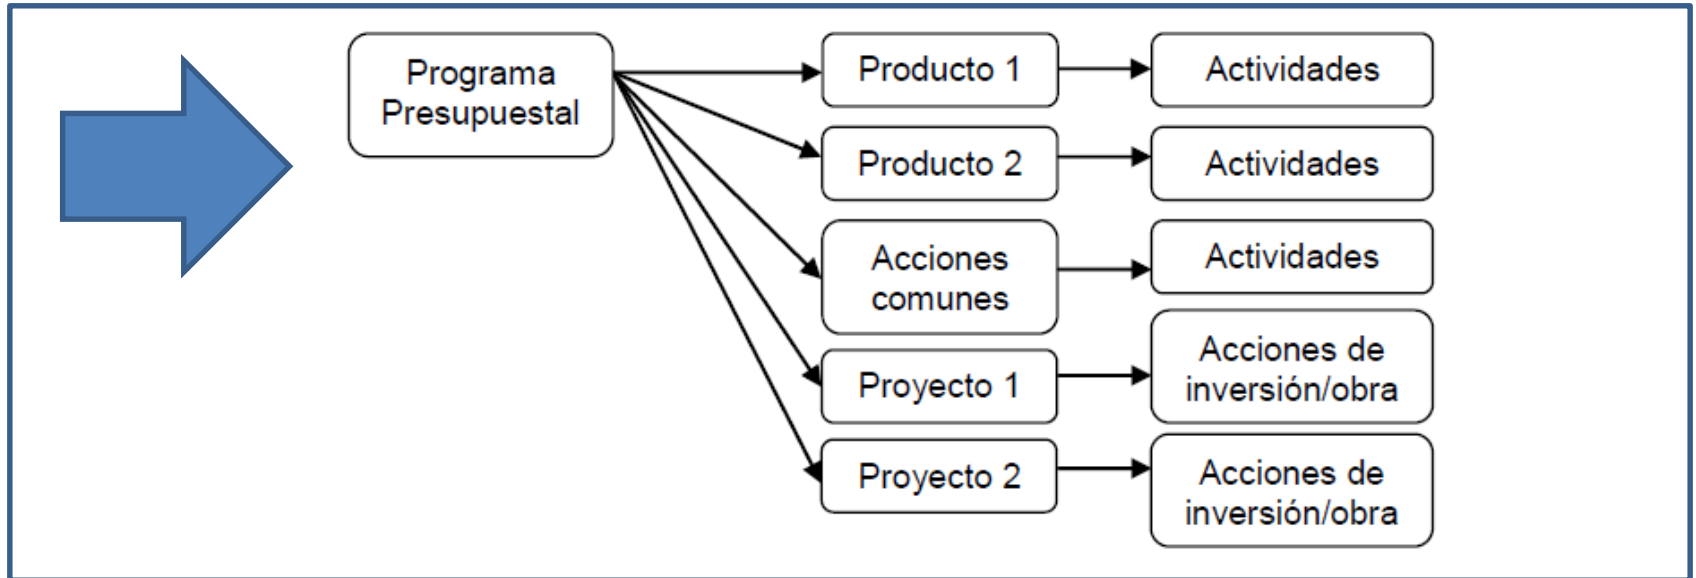 Programa
Presupuestal
Producto 1
Actividades
Producto 2
Actividades
Acciones
comunes
Actividades
Proyecto 1
Acciones de
inversión/obra
Proyecto 2
Acciones de
inversión/obra